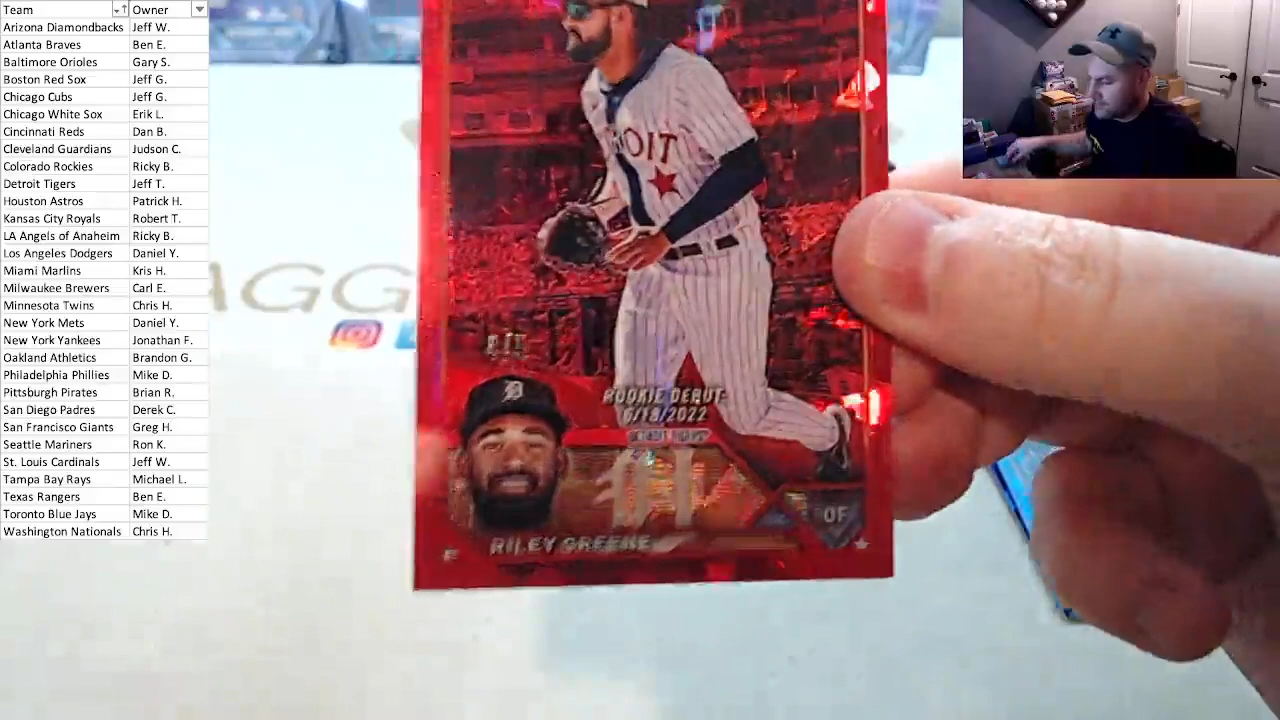 Team Owner
Arizona Diamondbacks Jeff W.
Atlanta Braves Ben E.
Baltimore Orioles Gary S.
Boston Red Sox Jeff G.
Chicago Cubs Jeff G.
Chicago White Sox Erik L.
Cincinnati Reds Dan B.
Cleveland Guardians Judson C.
Colorado Rockies Ricky B.
Detroit Tigers Jeff T.
Houston Astros Patrick H.
Kansas City Royals Robert T.
LA Angels of Anaheim Ricky B.
Los Angeles Dodgers Daniel Y.
Miami Marlins Kris H.
Milwaukee Brewers Carl E.
Minnesota Twins Chris H.
New York Mets Daniel Y.
New York Yankees Jonathan F.
Oakland Athletics Brandon G.
Philadelphia Phillies Mike D.
Pittsburgh Pirates Brian R.
San Diego Padres Derek C.
San Francisco Giants Greg H.
Seattle Mariners Ron K.
St. Louis Cardinals Jeff W.
Tampa Bay Rays Michael L.
Texas Rangers Ben E.
Toronto Blue Jays Mike D.
Washington Nationals Chris H.
OIT
AGG
ROOKIE DEBUT
6/18/2022
DETROIT TIGERS
D
OF
RILEY GREENE